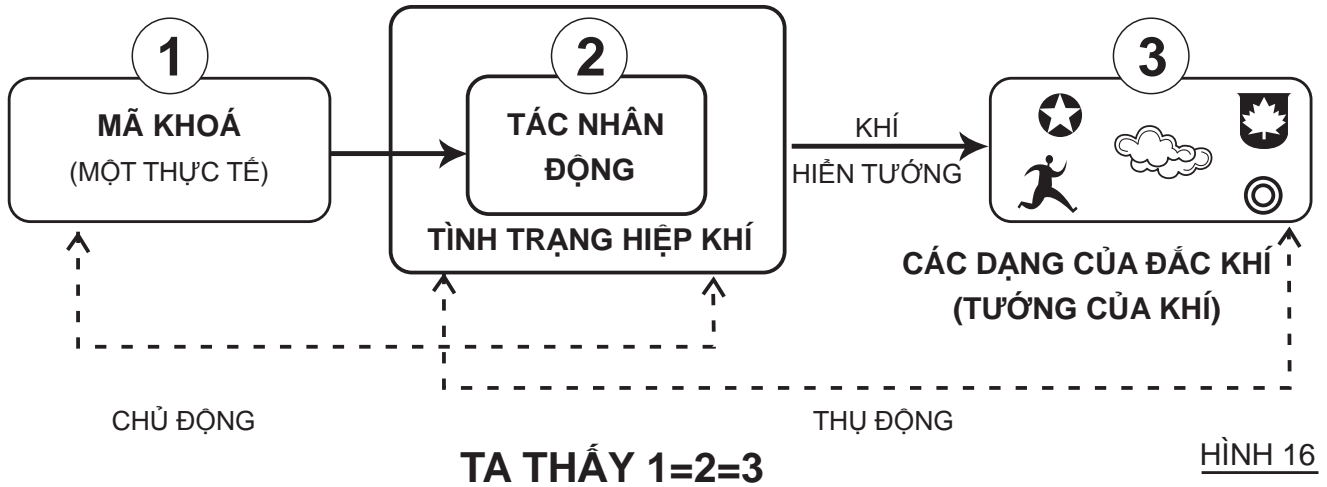 1
MÃ KHOÁ
(MỘT THỰC TẾ)
2
TÁC NHÂN
ĐỘNG
TÌNH TRẠNG HIỆP KHÍ
KHÍ
HIỂN TƯỚNG
3
CÁC DẠNG CỦA ĐẮC KHÍ
(TƯỚNG CỦA KHÍ)
CHỦ ĐỘNG
THỤ ĐỘNG
TA THẤY 1=2=3
HÌNH 16